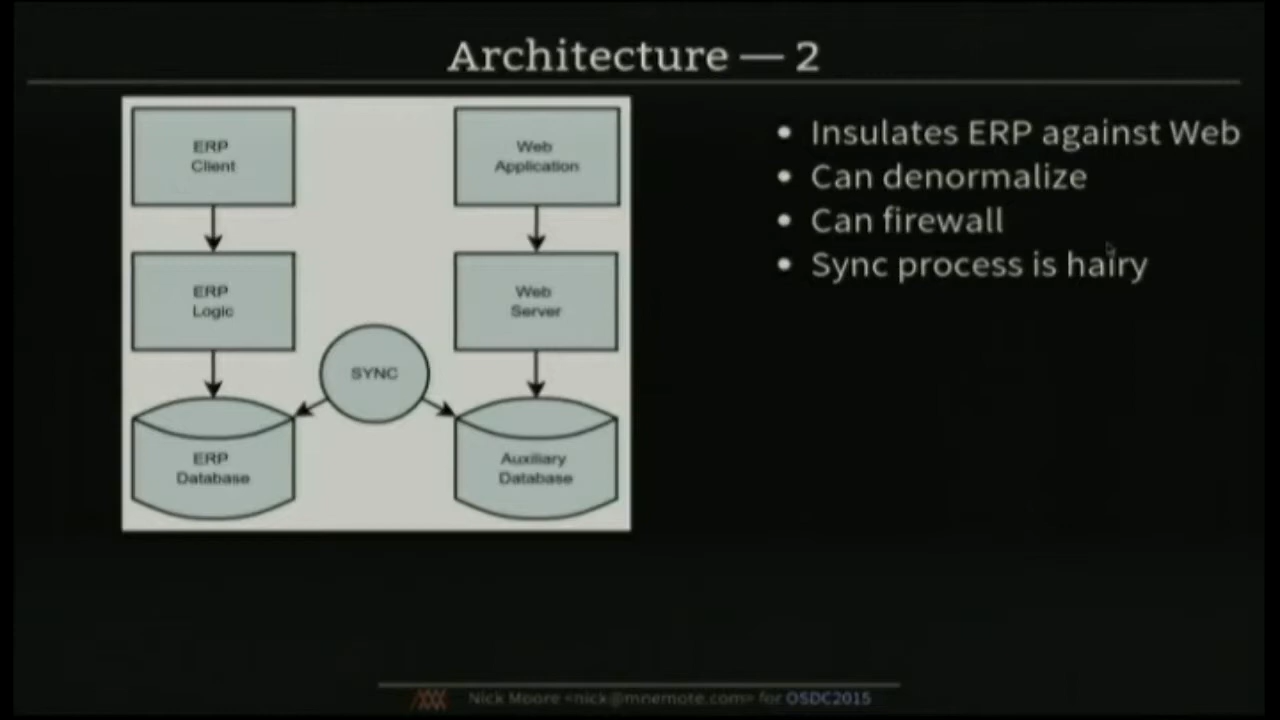 Architecture — 2
ERP
Client
Web
Application
ERP
Logic
Web
Server
SYNC
ERP
Database
Auxiliary
Database
• Insulates ERP against Web
• Can denormalize
• Can firewall
• Sync process is hairy
Nick Moore <nick@mnemote.com> for OSDC2015